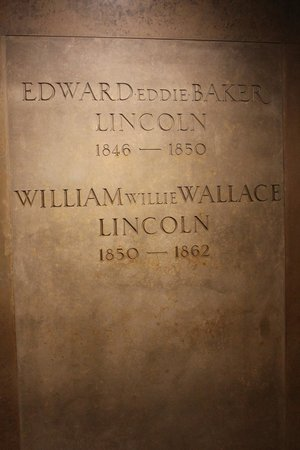 EDWARD·EDDIE·BAKER
LINCOLN
1846 — 1850
WILLIAM WILLIE WALLACE
LINCOLN
1850 — 1862